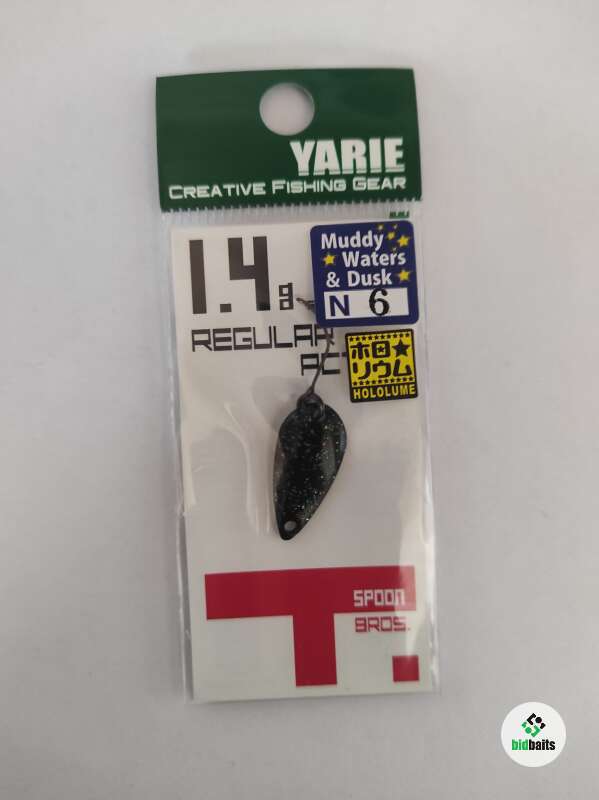 YARIE
CREATIVE FISHING GEAR
1.4g
REGULAR
Muddy
Waters
& Dusk
N 6
ホロ★
リウム
HOLOLUME
T.
SPOON
BROS.
bidbaits